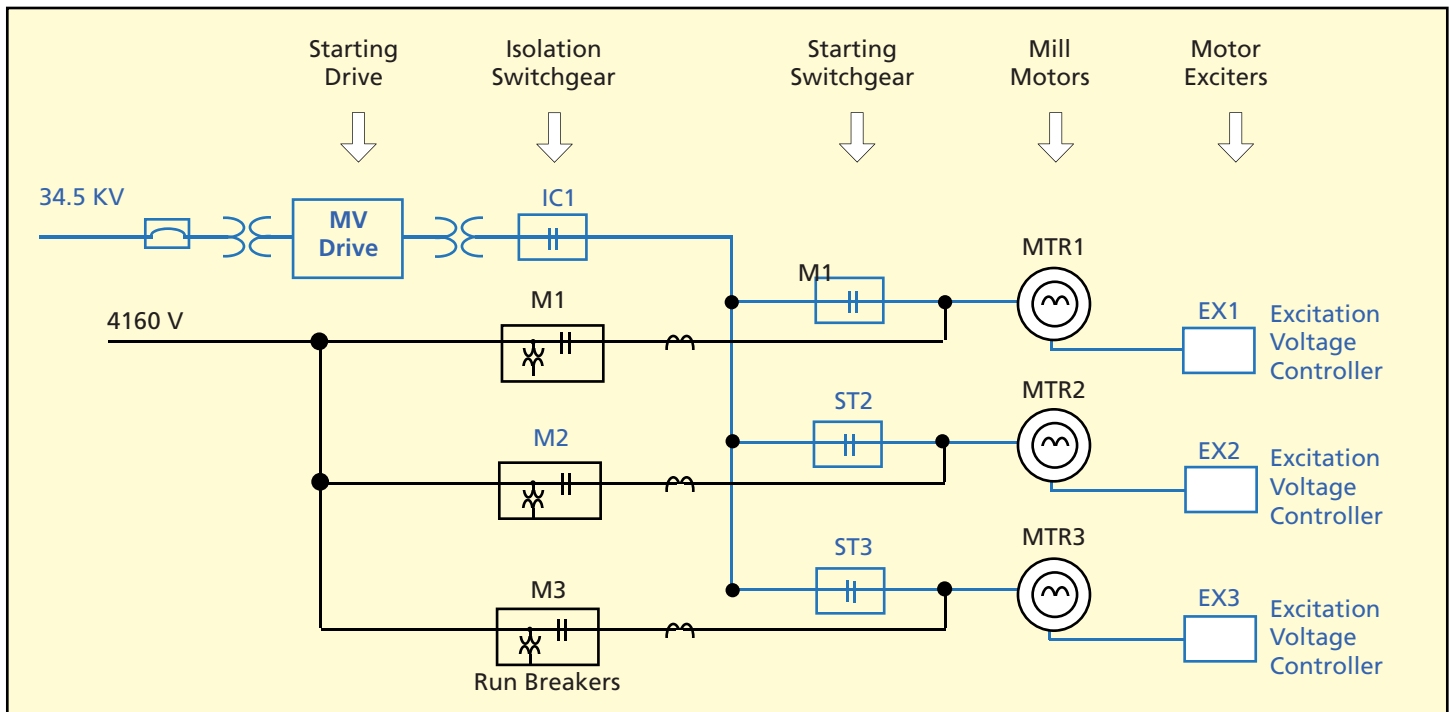 Starting
Drive
Isolation
Switchgear
Starting
Switchgear
Mill
Motors
Motor
Exciters
34.5 KV
MV
Drive
IC1
M1
MTR1
4160 V
M1
EX1
Excitation
Voltage
Controller
M2
ST2
MTR2
EX2
Excitation
Voltage
Controller
M3
ST3
MTR3
EX3
Excitation
Voltage
Controller
Run Breakers